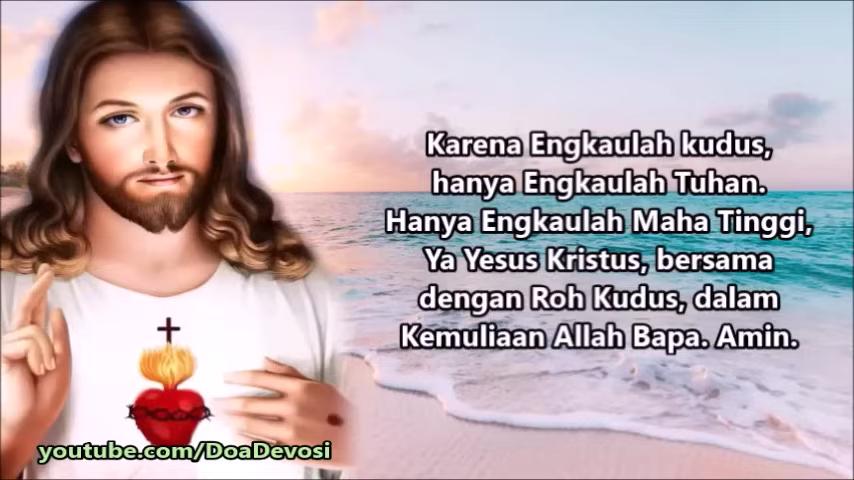 Karena Engkaulah kudus,
hanya Engkaulah Tuhan.
Hanya Engkaulah Maha Tinggi,
Ya Yesus Kristus, bersama
dengan Roh Kudus, dalam
Kemuliaan Allah Bapa. Amin.
youtube.com/DoaDevosi